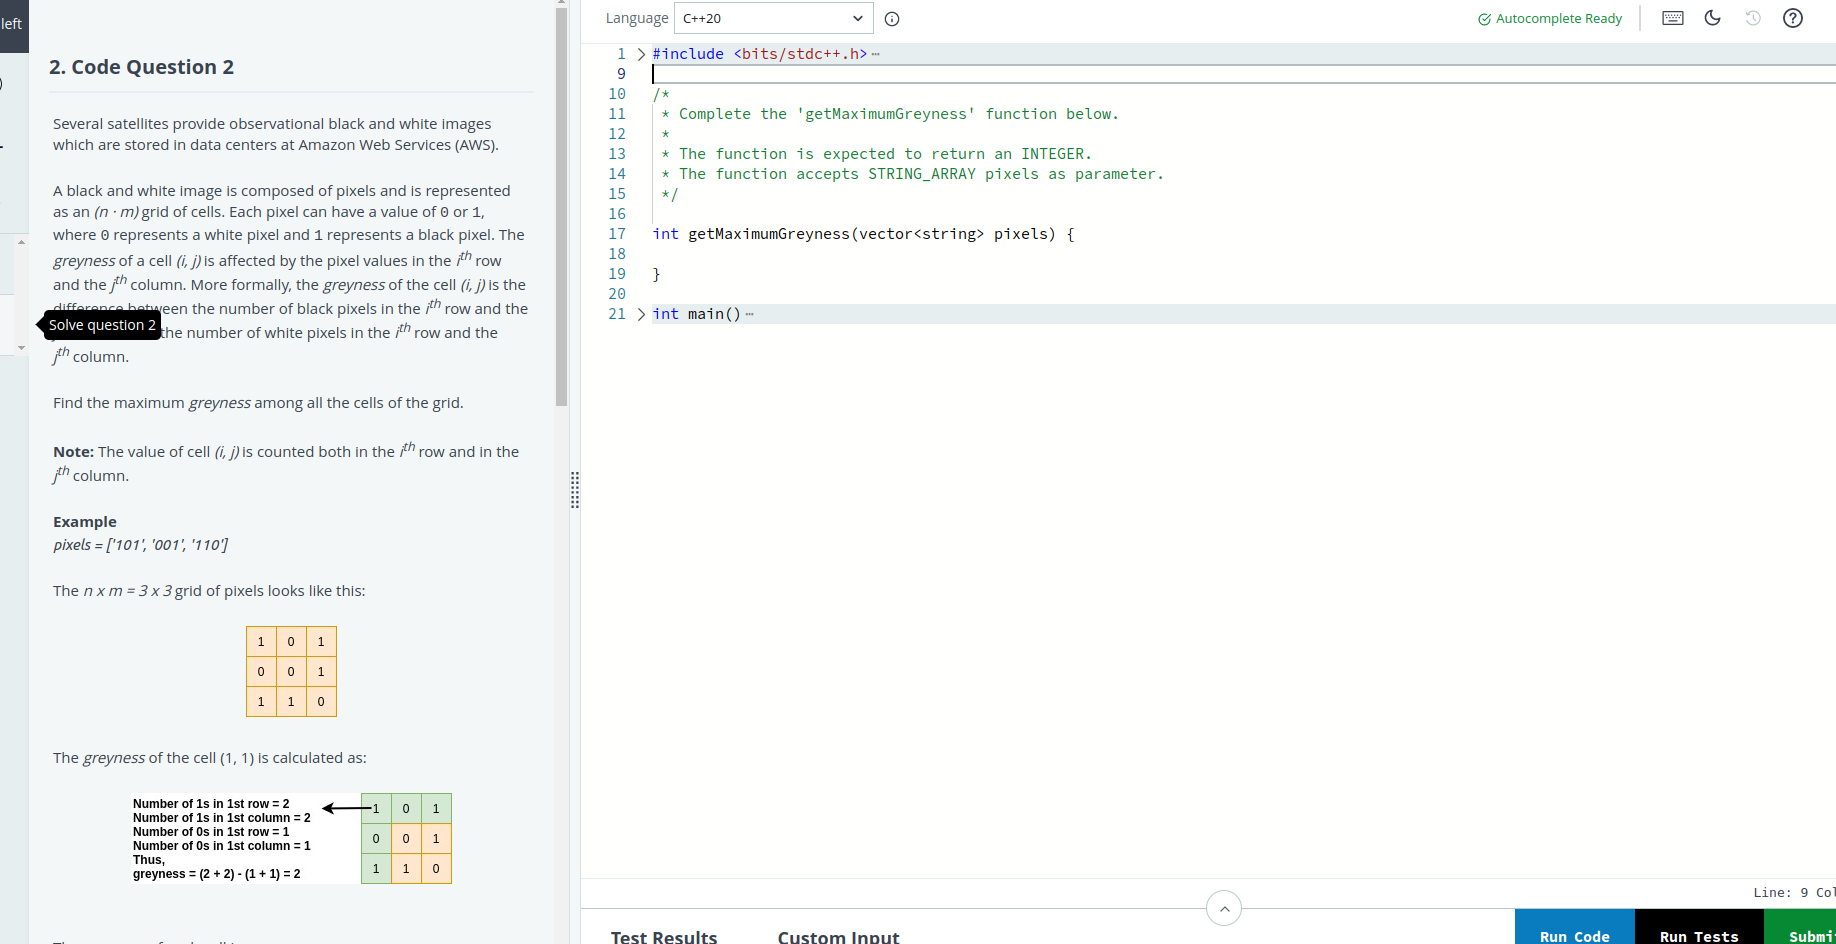 left
2. Code Question 2
Several satellites provide observational black and white images
which are stored in data centers at Amazon Web Services (AWS).
A black and white image is composed of pixels and is represented
as an (n · m) grid of cells. Each pixel can have a value of 0 or 1,
where 0 represents a white pixel and 1 represents a black pixel. The
greyness of a cell (i, j) is affected by the pixel values in the ith row
and the jth column. More formally, the greyness of the cell (i, j) is the
difference between the number of black pixels in the ith row and the
Solve question 2
the number of white pixels in the ith row and the
jth column.
Find the maximum greyness among all the cells of the grid.
Note: The value of cell (i, j) is counted both in the ith row and in the
jth column.
Example
pixels = ['101', '001', '110']
The n x m = 3 x 3 grid of pixels looks like this:
1 0 1
0 0 1
1 1 0
The greyness of the cell (1, 1) is calculated as:
Number of 1s in 1st row = 2
Number of 1s in 1st column = 2
Number of 0s in 1st row = 1
Number of 0s in 1st column = 1
Thus,
greyness = (2 + 2) - (1 + 1) = 2
1 0 1
0 0 1
1 1 0
Language C++20
Autocomplete Ready
1 #include <bits/stdc++.h>
9
10 /*
11 * Complete the 'getMaximumGreyness' function below.
12 *
13 * The function is expected to return an INTEGER.
14 * The function accepts STRING_ARRAY pixels as parameter.
15 */
16
17 int getMaximumGreyness(vector<string> pixels) {
18
19 }
20
21 int main()
Line: 9 Col
Test Results Custom Input
Run Code Run Tests Submi